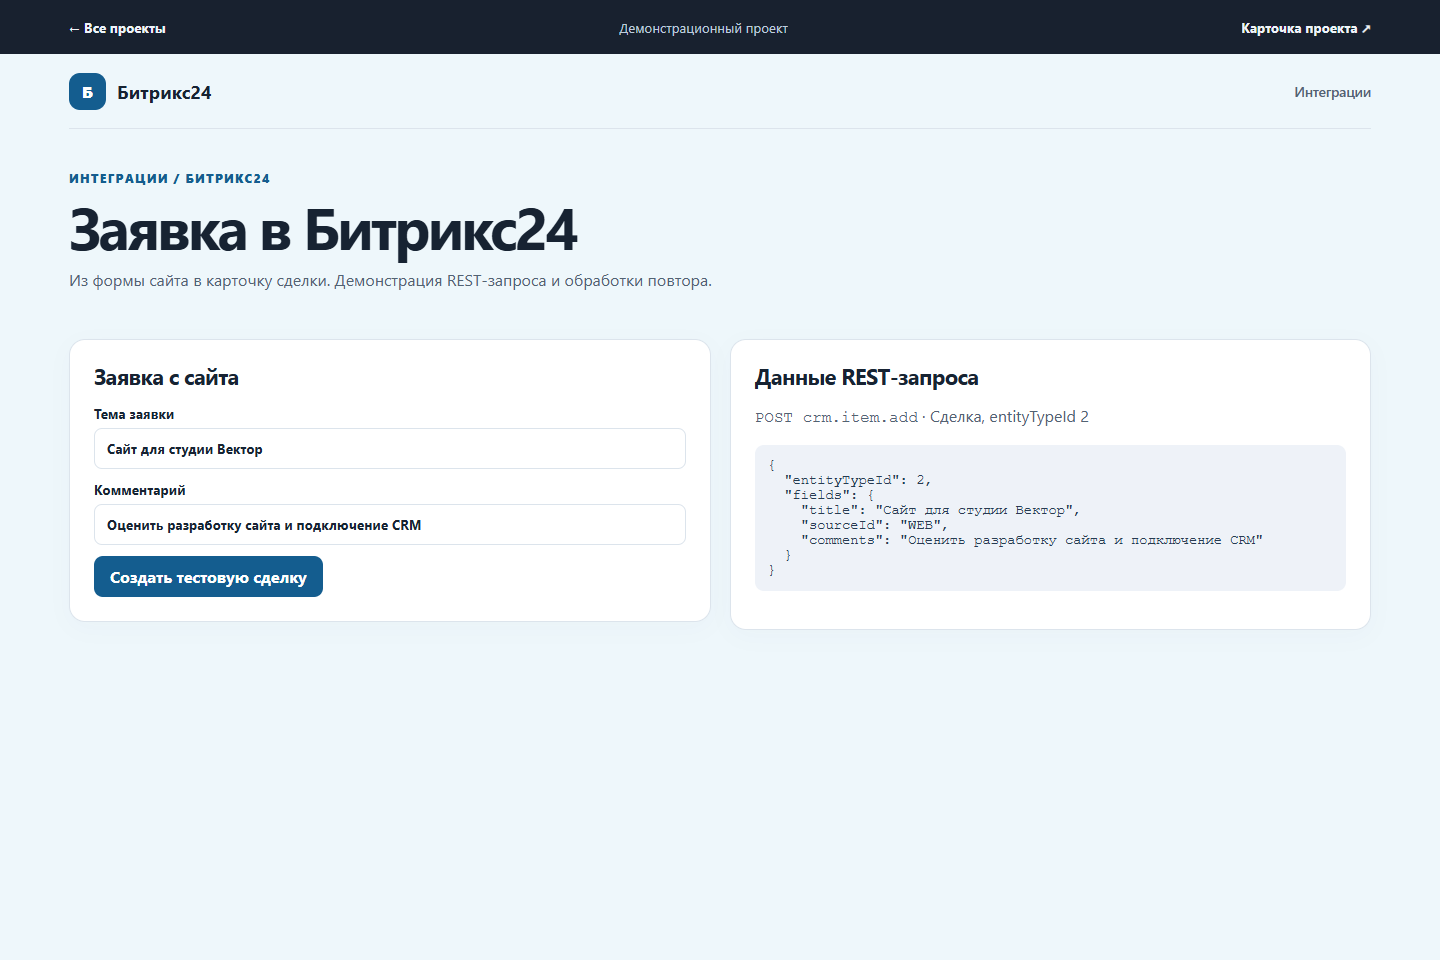 ← Все проекты
Демонстрационный проект
Карточка проекта ↗
Б
Битрикс24
Интеграции
ИНТЕГРАЦИИ / БИТРИКС24
Заявка в Битрикс24
Из формы сайта в карточку сделки. Демонстрация REST-запроса и обработки повтора.
Заявка с сайта
Тема заявки
Сайт для студии Вектор
Комментарий
Оценить разработку сайта и подключение CRM
Создать тестовую сделку
Данные REST-запроса
POST crm.item.add · Сделка, entityTypeId 2
{
  "entityTypeId": 2,
  "fields": {
    "title": "Сайт для студии Вектор",
    "sourceId": "WEB",
    "comments": "Оценить разработку сайта и подключение CRM"
  }
}